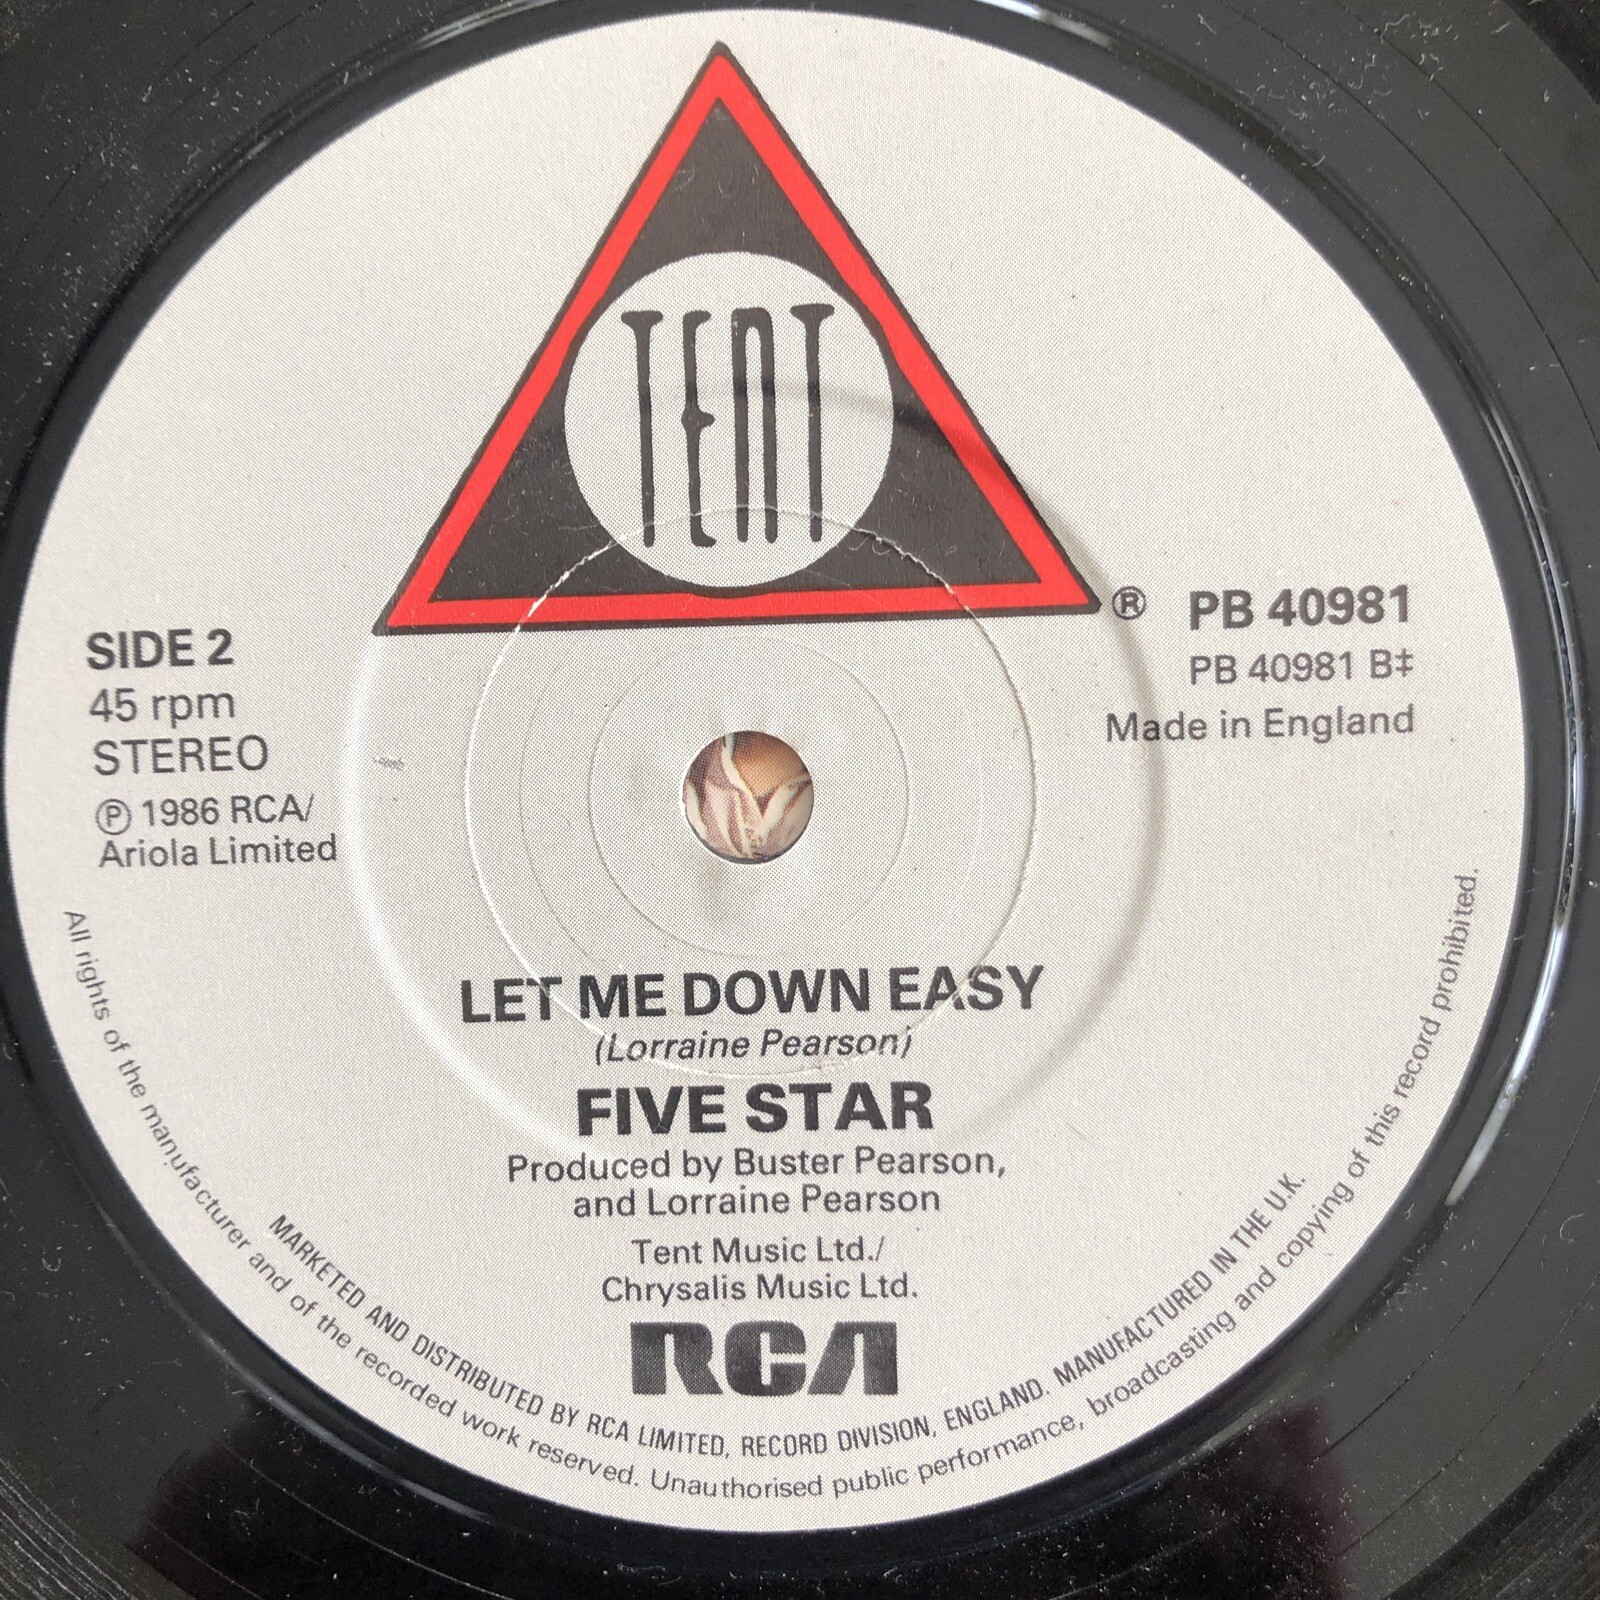 TENT
®
SIDE 2
45 rpm
STEREO
Ⓟ 1986 RCA/
Ariola Limited
PB 40981
PB 40981 B‡
Made in England
LET ME DOWN EASY
(Lorraine Pearson)
FIVE STAR
Produced by Buster Pearson,
and Lorraine Pearson
Tent Music Ltd./
Chrysalis Music Ltd.
RCA
MARKETED AND DISTRIBUTED BY RCA LIMITED, RECORD DIVISION, ENGLAND. MANUFACTURED IN THE U.K.
All rights of the manufacturer and of the recorded work reserved. Unauthorised public performance, broadcasting and copying of this record prohibited.